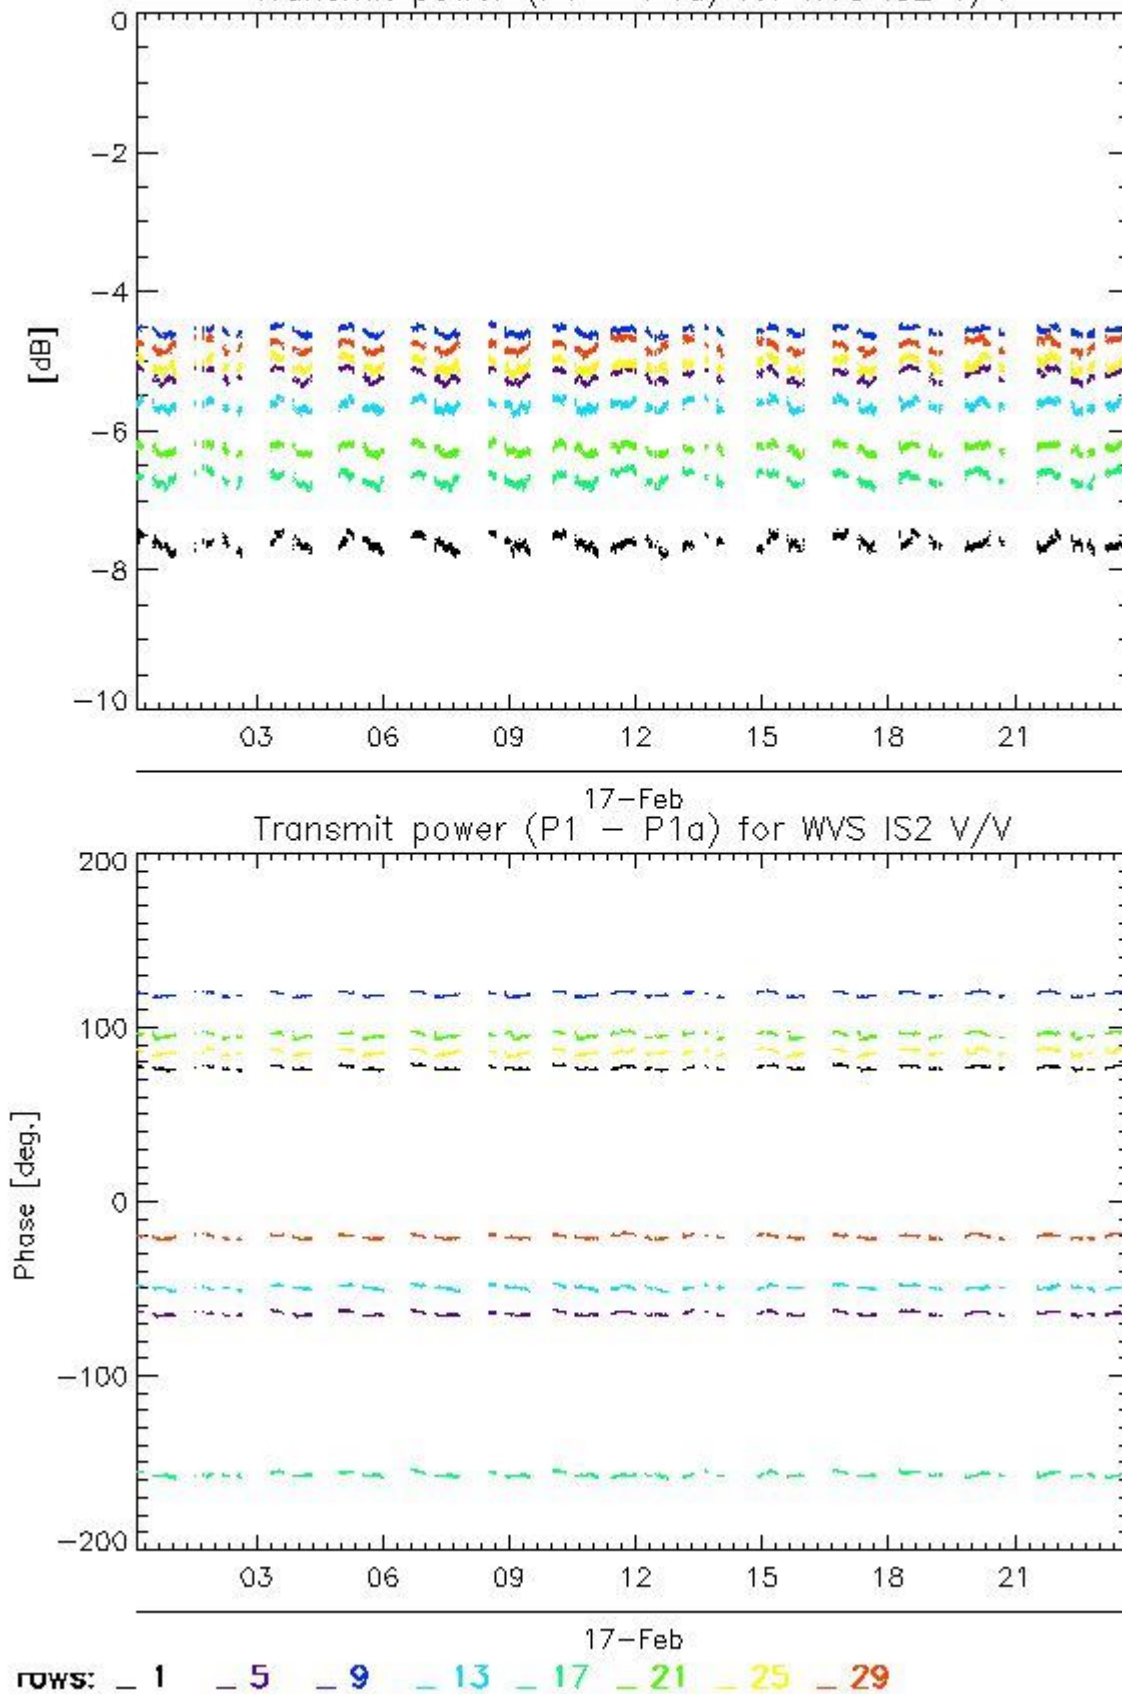 0
−2
−4
[dB]
−6
−8
−10
03 06 09 12 15 18 21
17−Feb
Transmit power (P1 − P1a) for WVS IS2 V/V
200
100
0
Phase [deg.]
−100
−200
03 06 09 12 15 18 21
17−Feb
rows: _ 1 _ 5 _ 9 _ 13 _ 17 _ 21 _ 25 _ 29